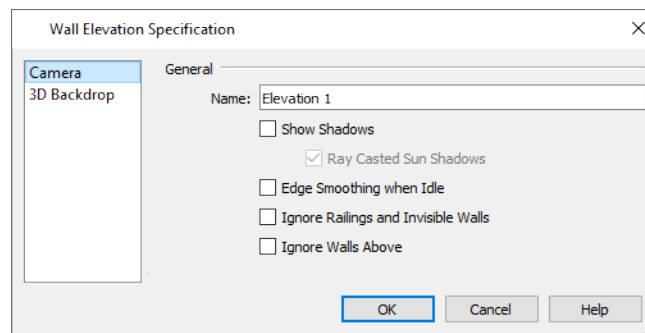 Wall Elevation Specification
Camera
3D Backdrop
General
Name: Elevation 1
Show Shadows
Ray Casted Sun Shadows
Edge Smoothing when Idle
Ignore Railings and Invisible Walls
Ignore Walls Above
OK Cancel Help